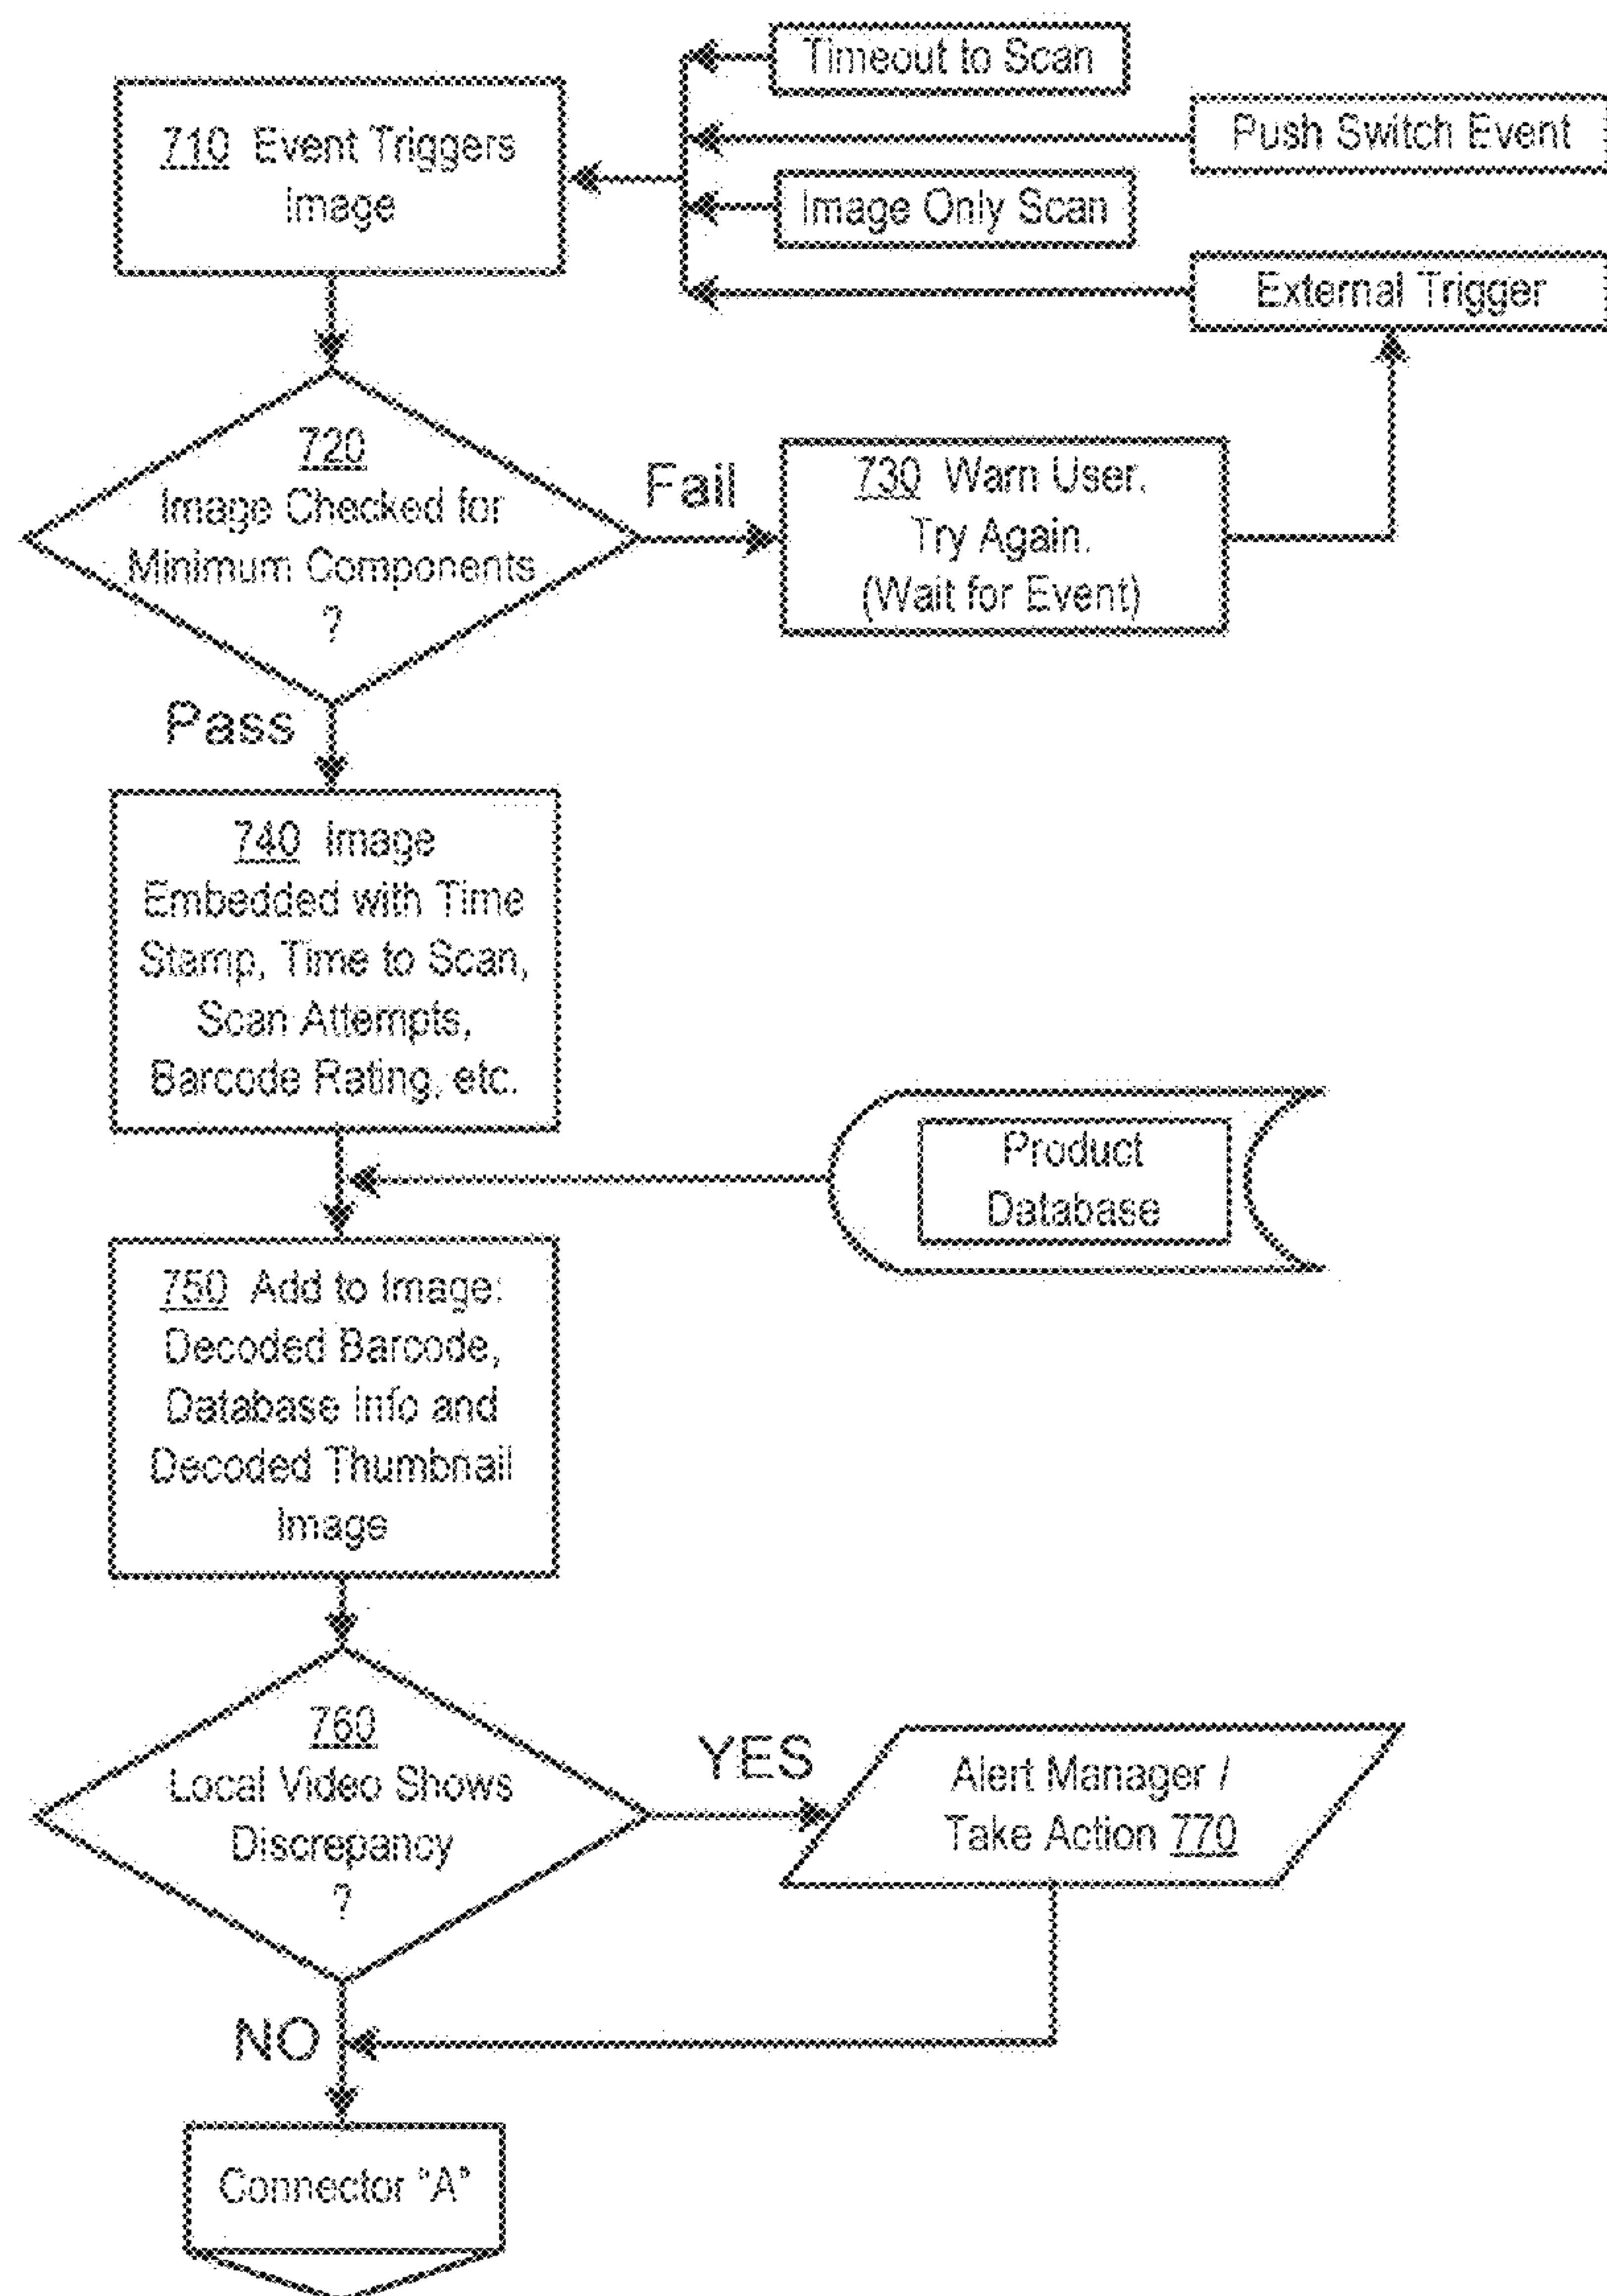 Timeout to Scan
Push Switch Event
710 Event Triggers
Image
Image Only Scan
External Trigger
720
Image Checked for
Minimum Components
?
Fail
730 Warn User.
Try Again.
(Wait for Event)
Pass
740 Image
Embedded with Time
Stamp, Time to Scan,
Scan Attempts,
Barcode Rating, etc.
Product
Database
750 Add to Image:
Decoded Barcode,
Database info and
Decoded Thumbnail
Image
760
Local Video Shows
Discrepancy
?
YES
Alert Manager /
Take Action 770
NO
Connector "A"